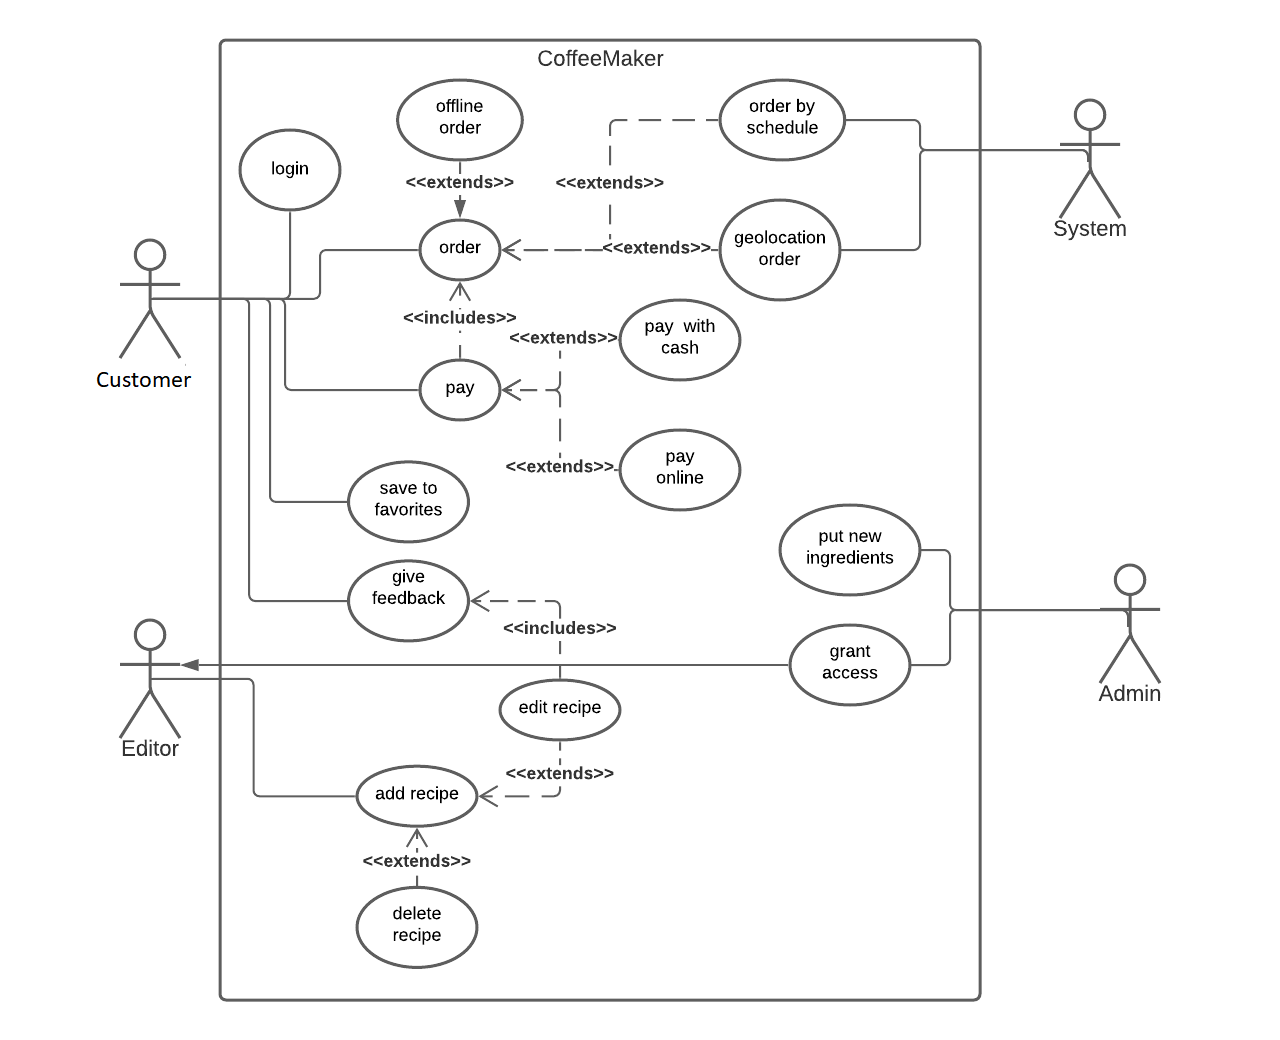 CoffeeMaker
offline
order
order by
schedule
login
<<extends>>
<<extends>>
System
order
<<extends>>
geolocation
order
<<includes>>
<<extends>>
pay with
cash
Customer
pay
<<extends>>
pay
online
save to
favorites
put new
ingredients
give
feedback
<<includes>>
grant
access
Admin
edit recipe
Editor
<<extends>>
add recipe
<<extends>>
delete
recipe